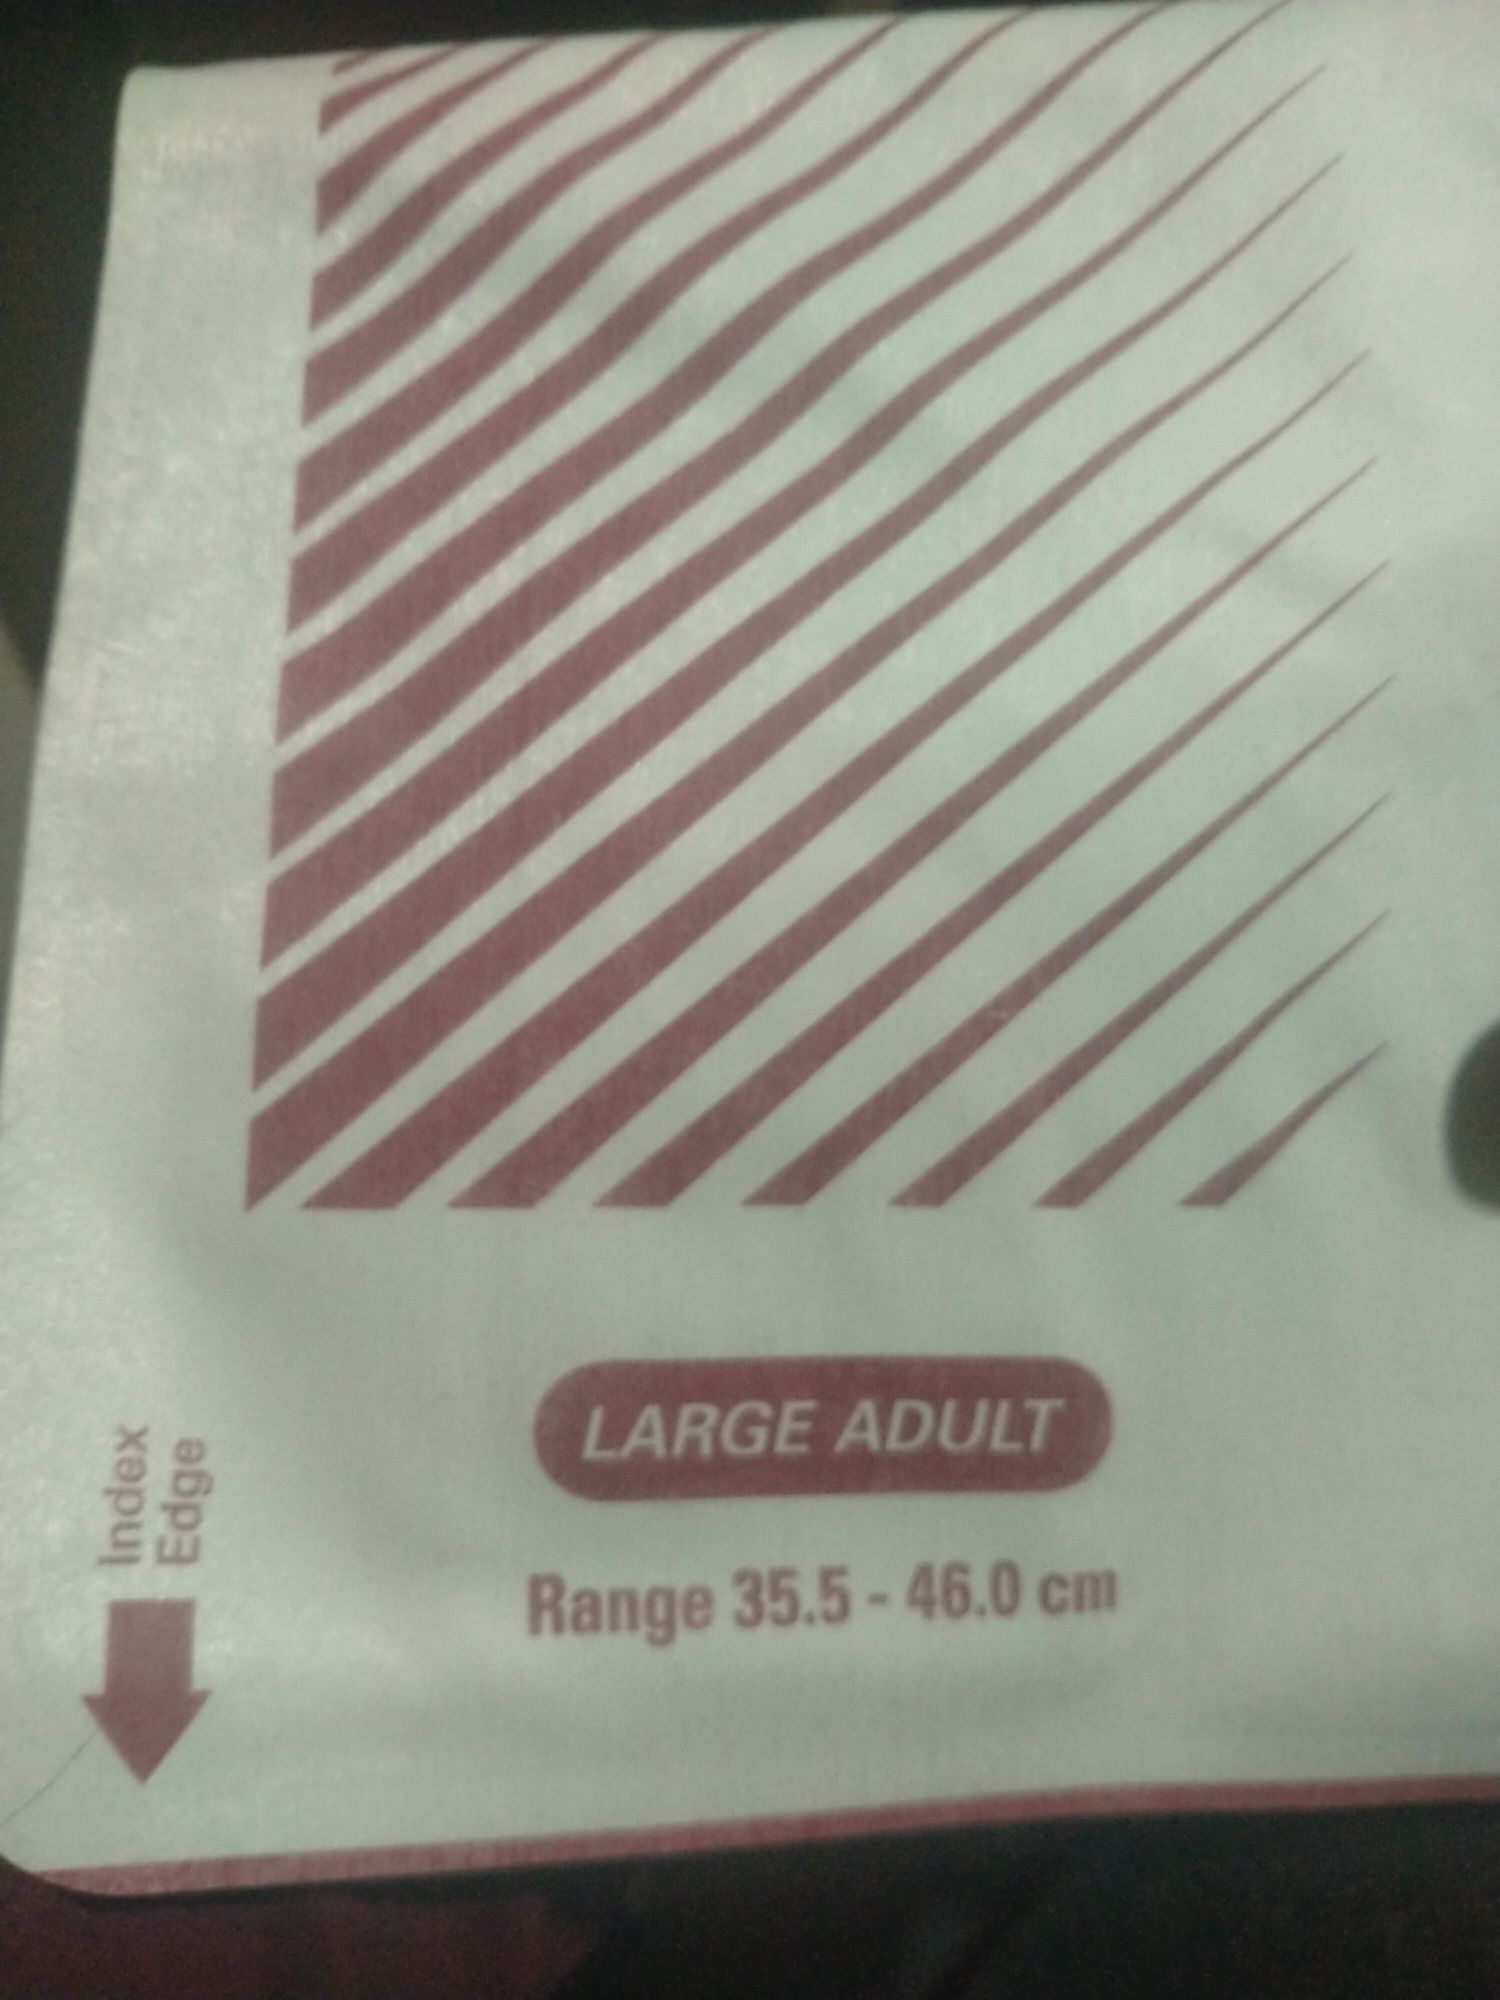 LARGE ADULT
Range 35.5 - 46.0 cm
Index
Edge